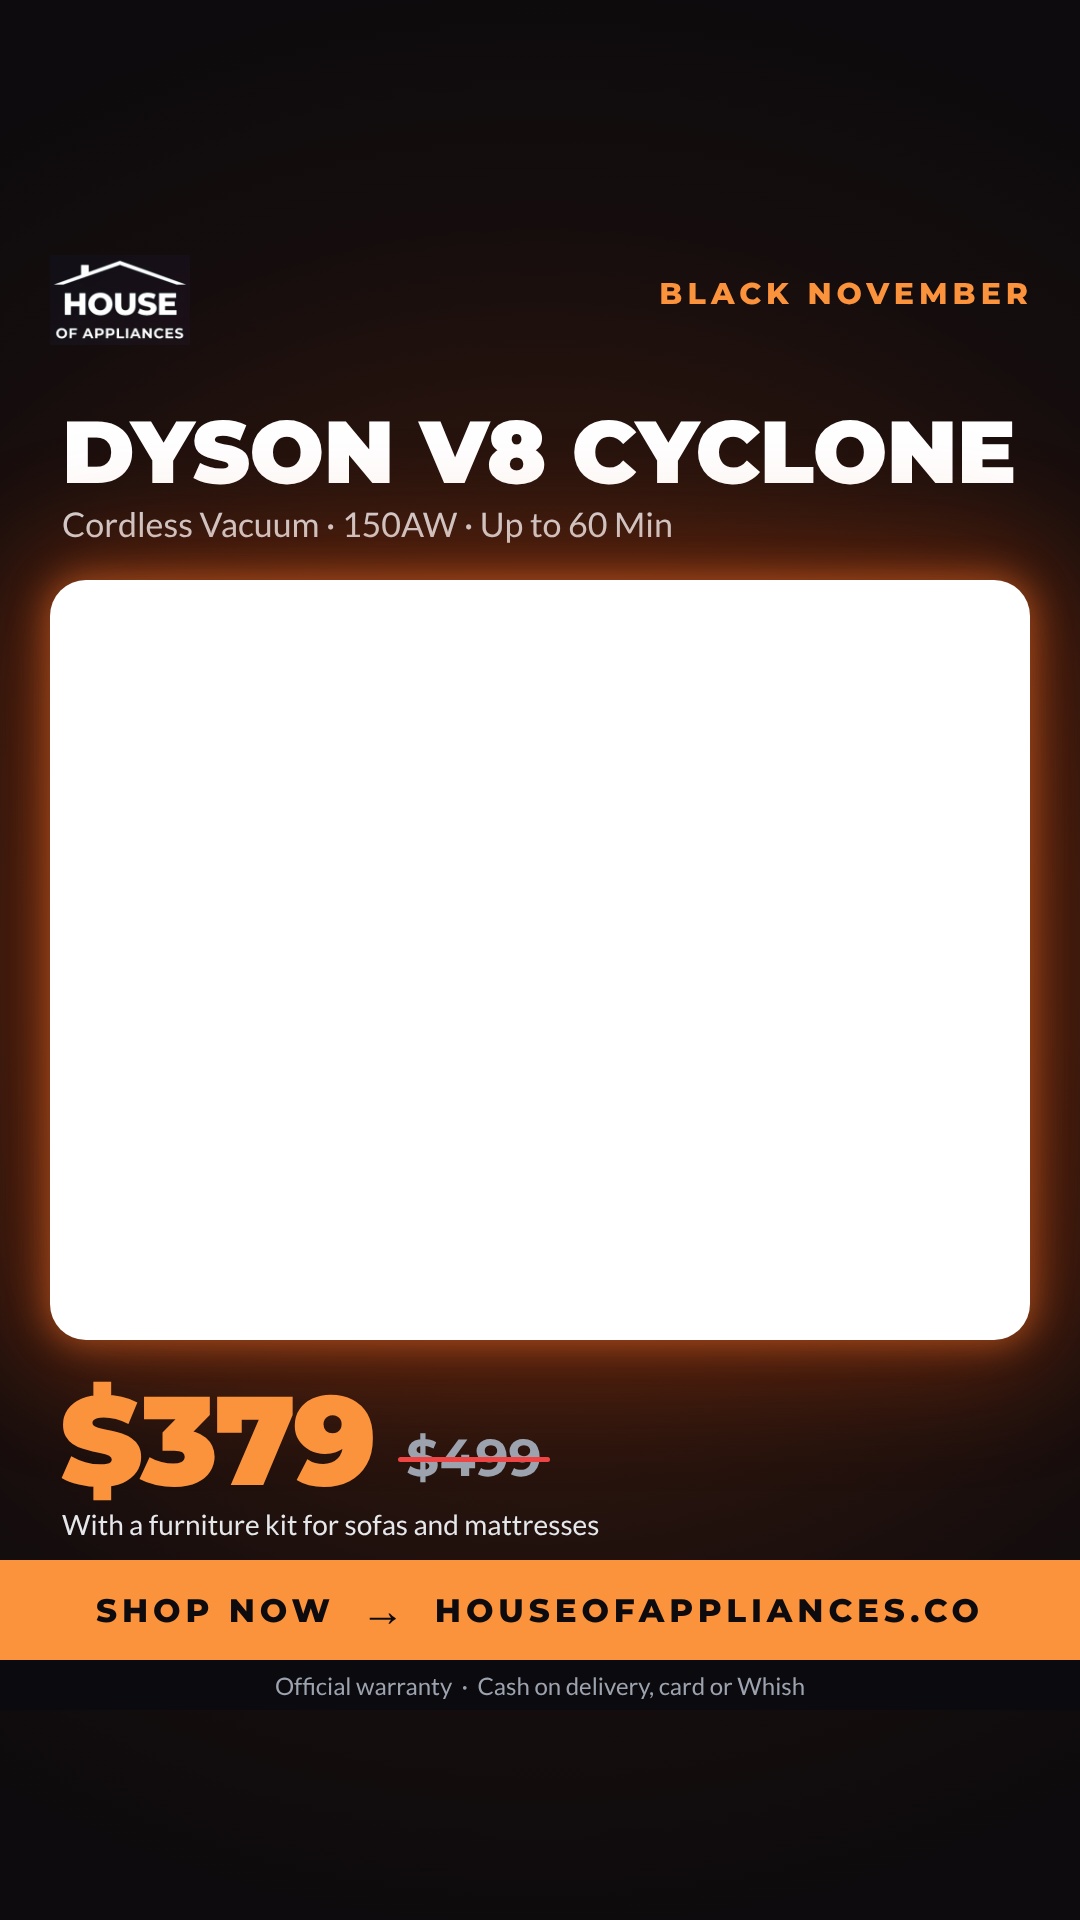 HOUSE
OF APPLIANCES
BLACK NOVEMBER
DYSON V8 CYCLONE
Cordless Vacuum · 150AW · Up to 60 Min
$379 $499
With a furniture kit for sofas and mattresses
SHOP NOW → HOUSEOFAPPLIANCES.CO
Official warranty · Cash on delivery, card or Whish